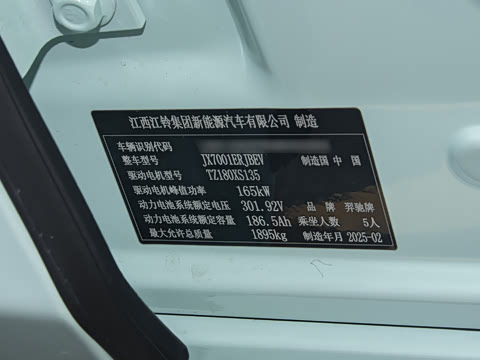 江西江铃集团新能源汽车有限公司 制造
车辆识别代码
整车型号 JX7001ERJBEV 制造国 中 国
驱动电机型号 TZ180XS135
驱动电机峰值功率 165kW
动力电池系统额定电压 301.92V 品 牌 羿驰牌
动力电池系统额定容量 186.5Ah 乘坐人数 5人
最大允许总质量 1895kg 制造年月 2025-02